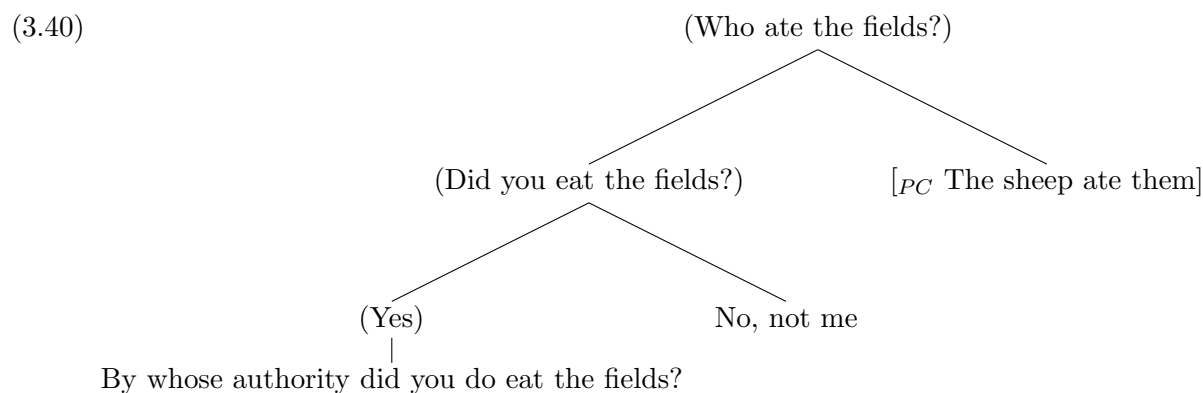 (3.40) (Who ate the fields?)
(Did you eat the fields?) [PC The sheep ate them]
(Yes) No, not me
By whose authority did you do eat the fields?